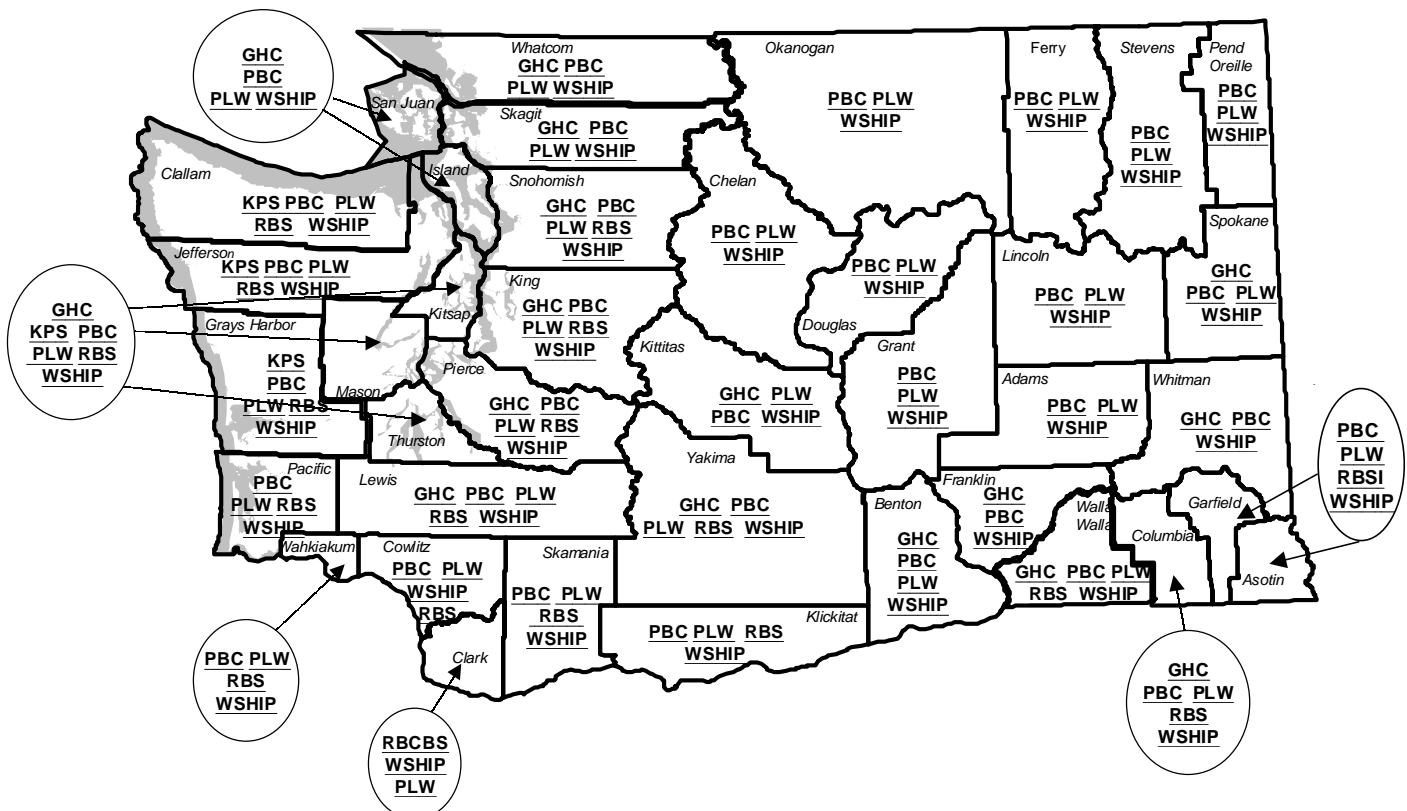 GHC
PBC
PLW WSHIP
San Juan
Island
Whatcom
GHC PBC
PLW WSHIP
Skagit
GHC PBC
PLW WSHIP
Snohomish
GHC PBC
PLW RBS
WSHIP
King
GHC PBC
PLW RBS
WSHIP
Okanogan
PBC PLW
WSHIP
Chelan
PBC PLW
WSHIP
Douglas
PBC PLW
WSHIP
Ferry
PBC PLW
WSHIP
Stevens
PBC
PLW
WSHIP
Pend
Oreille
PBC
PLW
WSHIP
Spokane
GHC
PBC PLW
WSHIP
Lincoln
PBC PLW
WSHIP
Clallam
KPS PBC PLW
RBS WSHIP
Jefferson
KPS PBC PLW
RBS WSHIP
GHC
KPS PBC
PLW RBS
WSHIP
Kitsap
Mason
Thurston
Grays Harbor
KPS
PBC
PLW RBS
WSHIP
Pierce
GHC PBC
PLW RBS
WSHIP
Kittitas
GHC PLW
PBC WSHIP
Grant
PBC
PLW
WSHIP
Adams
PBC PLW
WSHIP
Whitman
GHC PBC
WSHIP
Pacific
PBC
PLW RBS
WSHIP
Lewis
GHC PBC PLW
RBS WSHIP
Yakima
GHC PBC
PLW RBS WSHIP
Benton
GHC
PBC
PLW
WSHIP
Franklin
GHC
PBC
WSHIP
Walla
Walla
GHC PBC PLW
RBS WSHIP
Columbia
Garfield
Asotin
PBC
PLW
RBSI
WSHIP
Wahkiakum
Cowlitz
PBC PLW
WSHIP
RBS
Skamania
PBC PLW
RBS
WSHIP
Klickitat
PBC PLW RBS
WSHIP
Clark
PBC PLW
RBS
WSHIP
RBCBS
WSHIP
PLW
GHC
PBC PLW
RBS
WSHIP